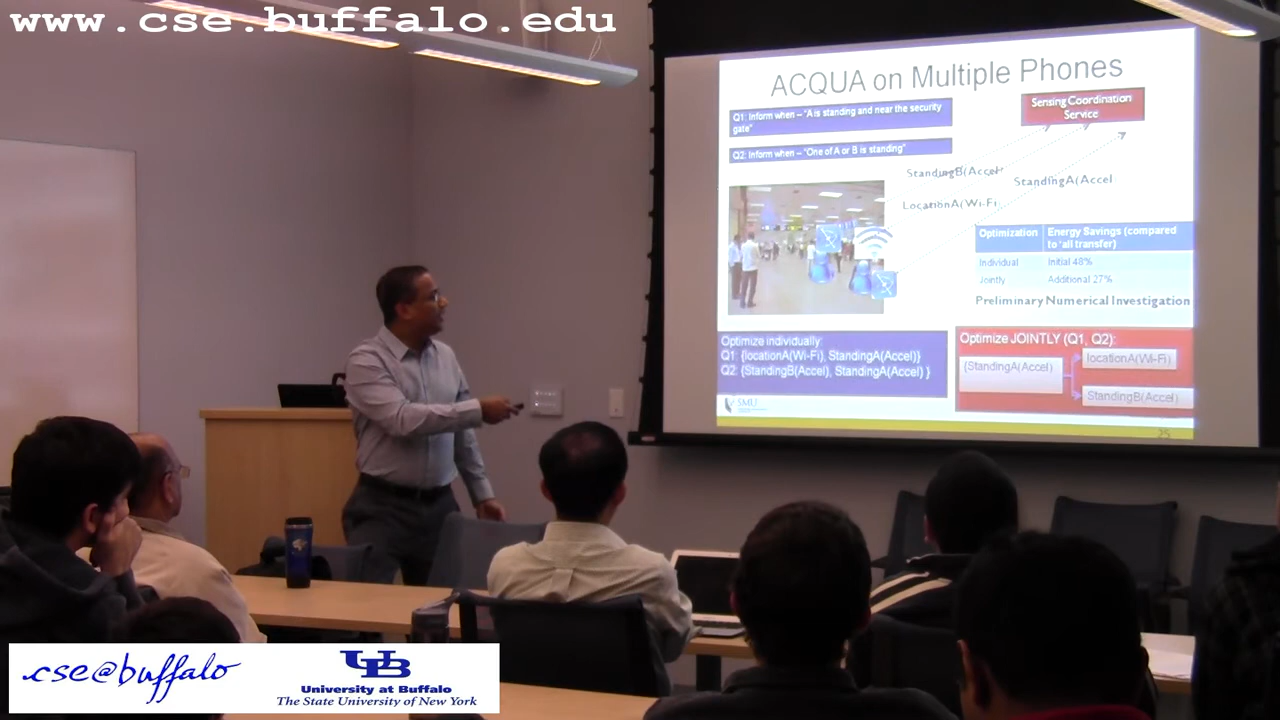 www.cse.buffalo.edu
ACQUA on Multiple Phones
Q1: Inform when – "A is standing and near the security
gate"
Sensing Coordination
Service
Q2: Inform when – "One of A or B is standing"
StandingB(Accel)
StandingA(Accel
LocationA(Wi-Fi)
Optimization
Energy Savings (compared
to 'all transfer)
Individual
Initial 48%
Jointly
Additional 27%
Preliminary Numerical Investigation
Optimize individually:
Q1: {locationA(Wi-Fi), StandingA(Accel)}
Q2: {StandingB(Accel), StandingA(Accel) }
Optimize JOINTLY (Q1, Q2):
{StandingA(Accel)
locationA(Wi-Fi)
StandingB(Accel)
SMU
25
cse@buffalo
UB
University at Buffalo
The State University of New York